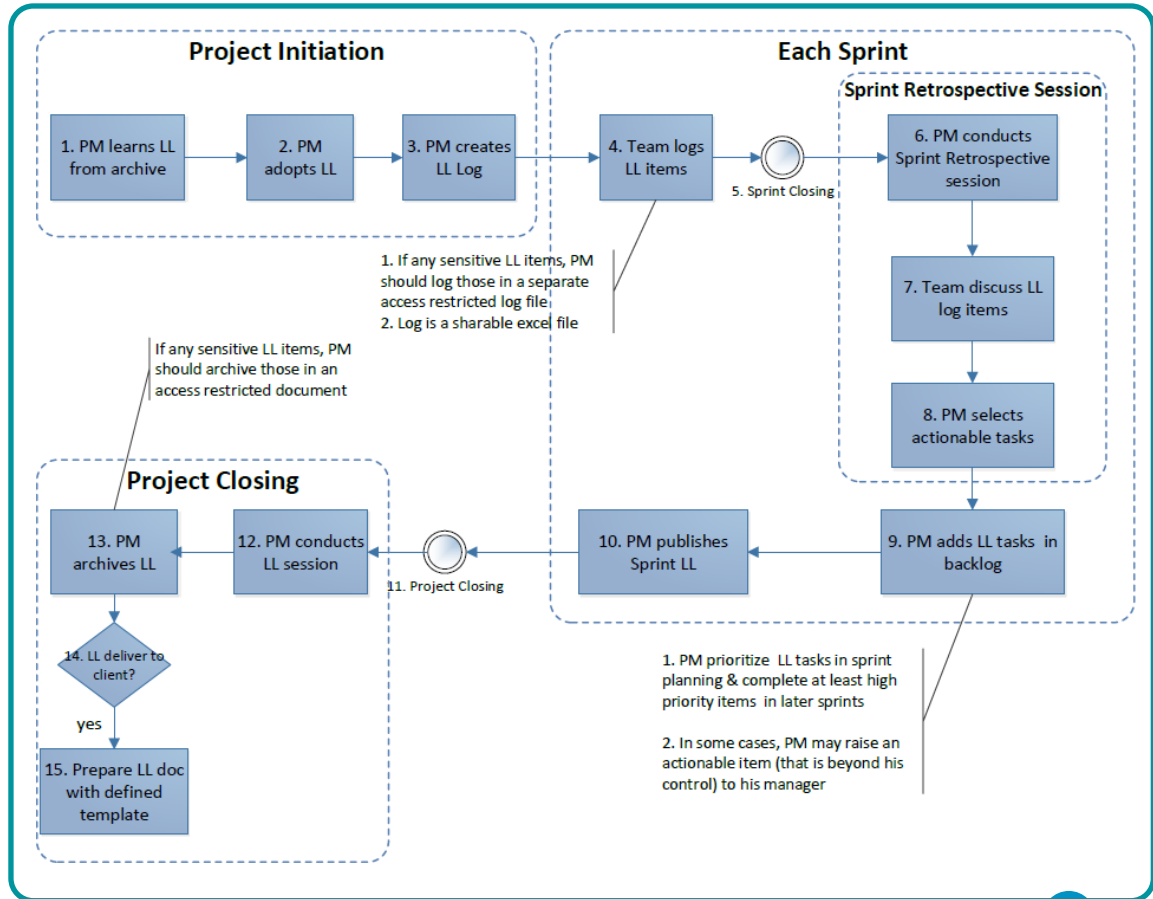 Project Initiation
1. PM learns LL
from archive
2. PM
adopts LL
3. PM creates
LL Log
Each Sprint
4. Team logs
LL items
5. Sprint Closing
Sprint Retrospective Session
6. PM conducts
Sprint Retrospective
session
7. Team discuss LL
log items
8. PM selects
actionable tasks
1. If any sensitive LL items, PM
should log those in a separate
access restricted log file
2. Log is a sharable excel file
If any sensitive LL items, PM
should archive those in an
access restricted document
9. PM adds LL tasks in
backlog
10. PM publishes
Sprint LL
11. Project Closing
Project Closing
12. PM conducts
LL session
13. PM
archives LL
14. LL deliver to
client?
yes
15. Prepare LL doc
with defined
template
1. PM prioritize LL tasks in sprint
planning & complete at least high
priority items in later sprints
2. In some cases, PM may raise an
actionable item (that is beyond his
control) to his manager